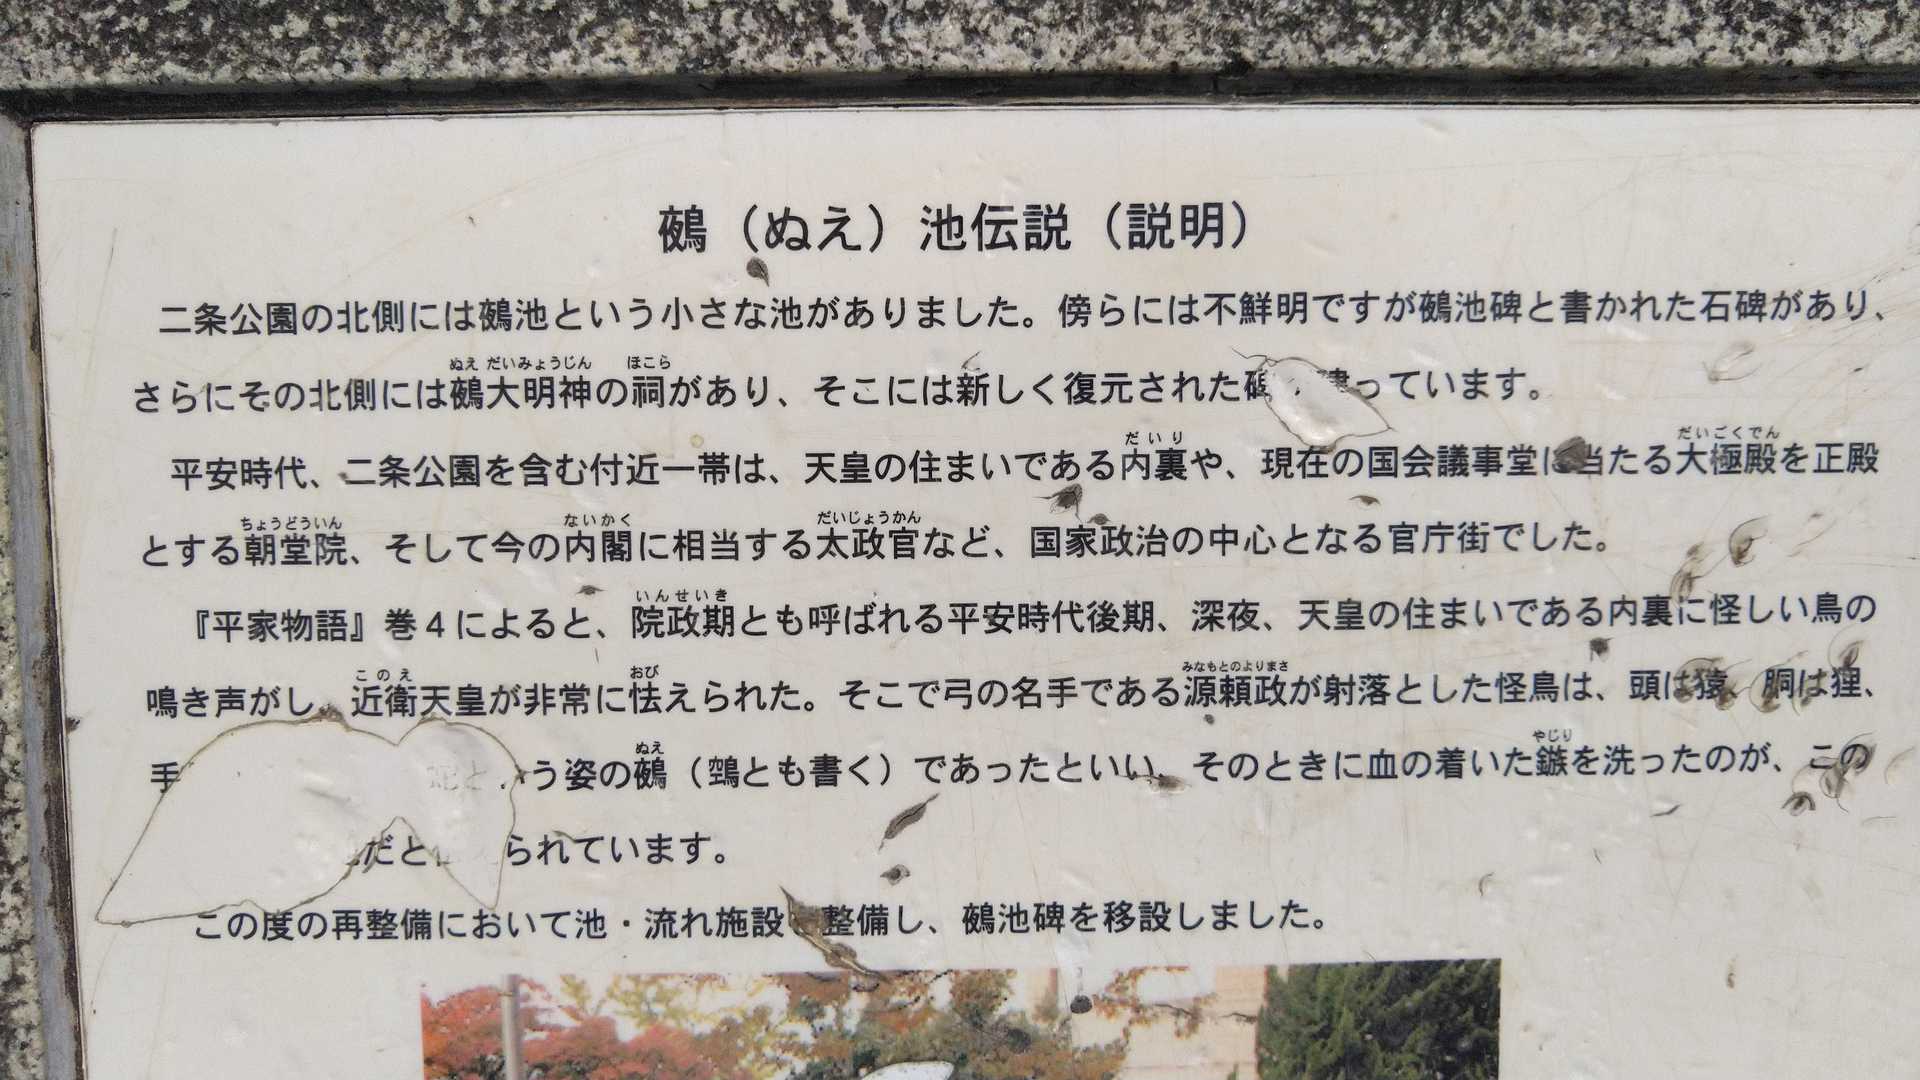 鵺（ぬえ）池伝説（説明）
二条公園の北側には鵺池という小さな池がありました。傍らには不鮮明ですが鵺池碑と書かれた石碑があり、
ぬえ だいみょうじん ほこら
さらにその北側には鵺大明神の祠があり、そこには新しく復元された っています。
だいり だいごくでん
平安時代、二条公園を含む付近一帯は、天皇の住まいである内裏や、現在の国会議事堂に当たる大極殿を正殿
ちょうどういん ないかく だいじょうかん
とする朝堂院、そして今の内閣に相当する太政官など、国家政治の中心となる官庁街でした。
いんせいき
『平家物語』巻4によると、院政期とも呼ばれる平安時代後期、深夜、天皇の住まいである内裏に怪しい鳥の
このえ おび みなもとのよりまさ
鳴き声がし、近衛天皇が非常に怯えられた。そこで弓の名手である源頼政が射落とした怪鳥は、頭は猿、胴は狸、
ぬえ やじり
手 う姿の鵺（鵼とも書く）であったといい、そのときに血の着いた鏃を洗ったのが、この
だと られています。
この度の再整備において池・流れ施設 整備し、鵺池碑を移設しました。